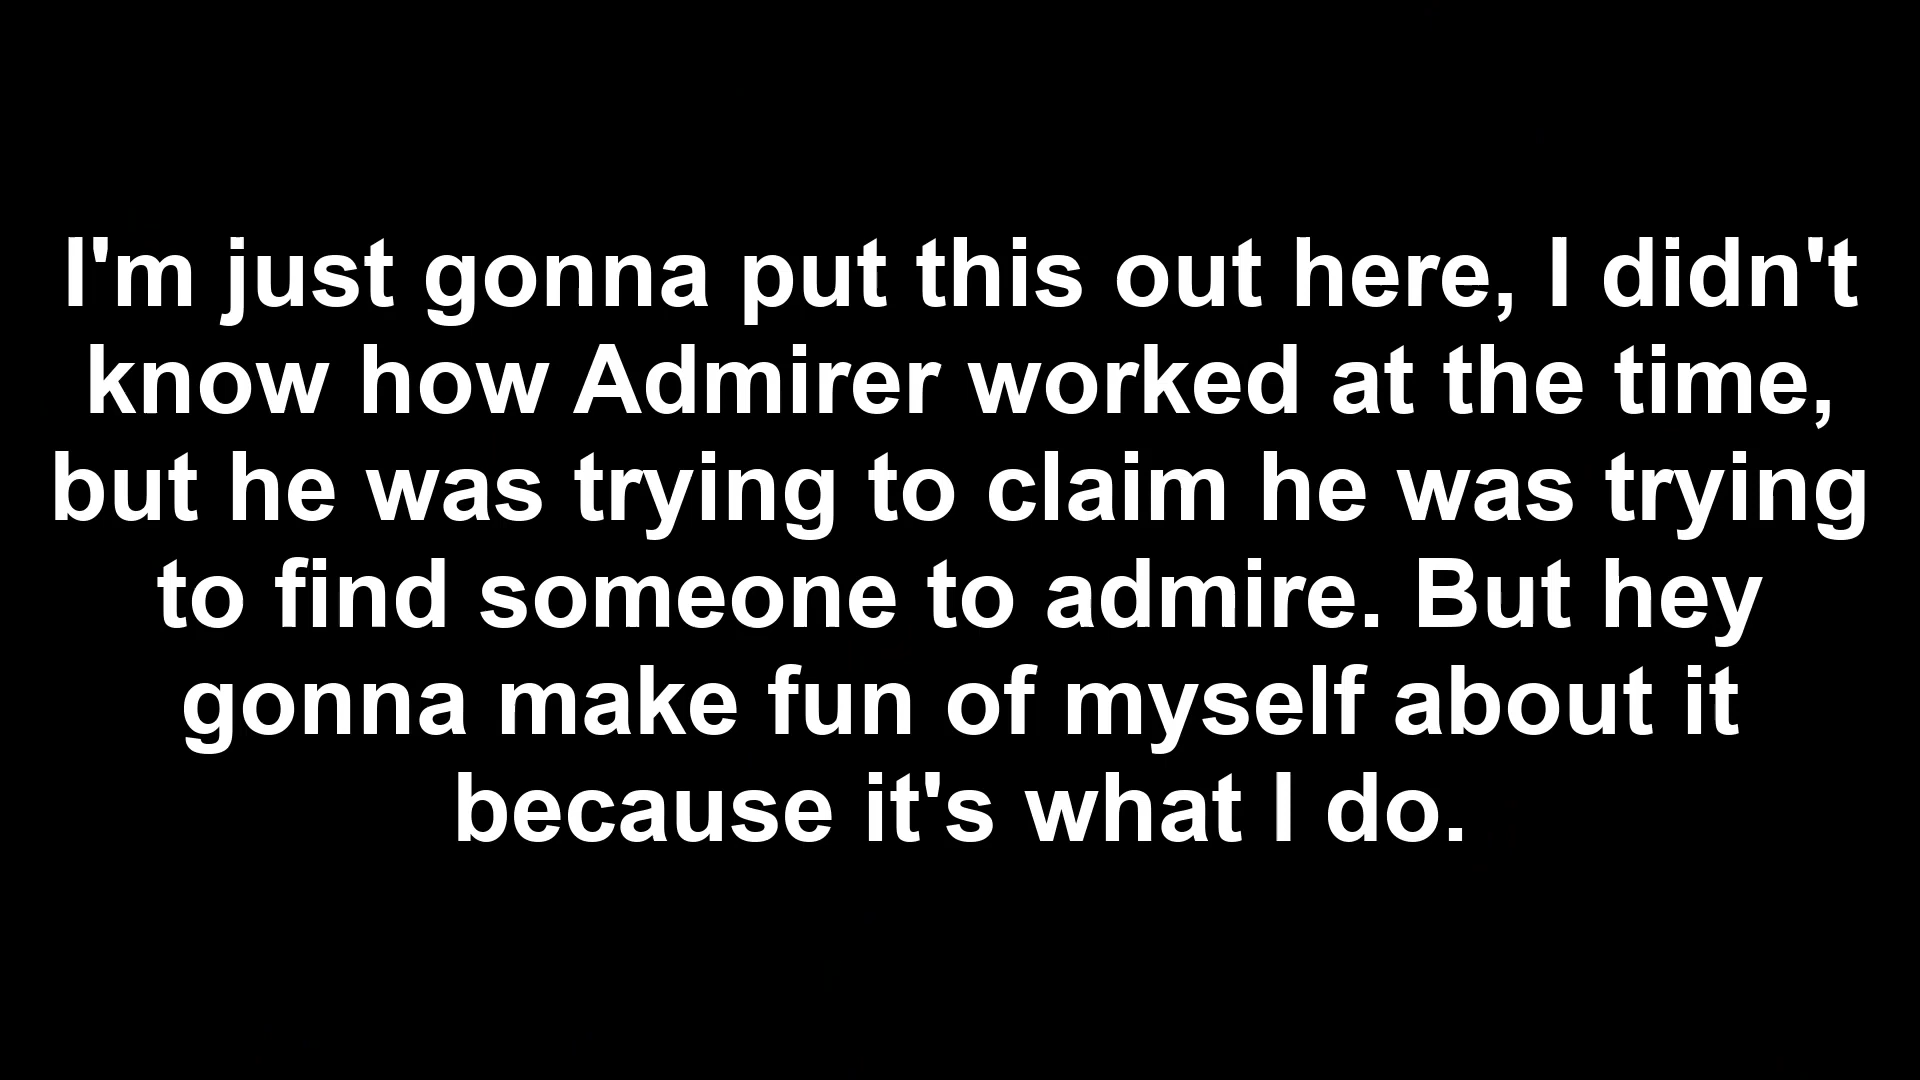 I'm just gonna put this out here, I didn't
know how Admirer worked at the time,
but he was trying to claim he was trying
to find someone to admire. But hey
gonna make fun of myself about it
because it's what I do.